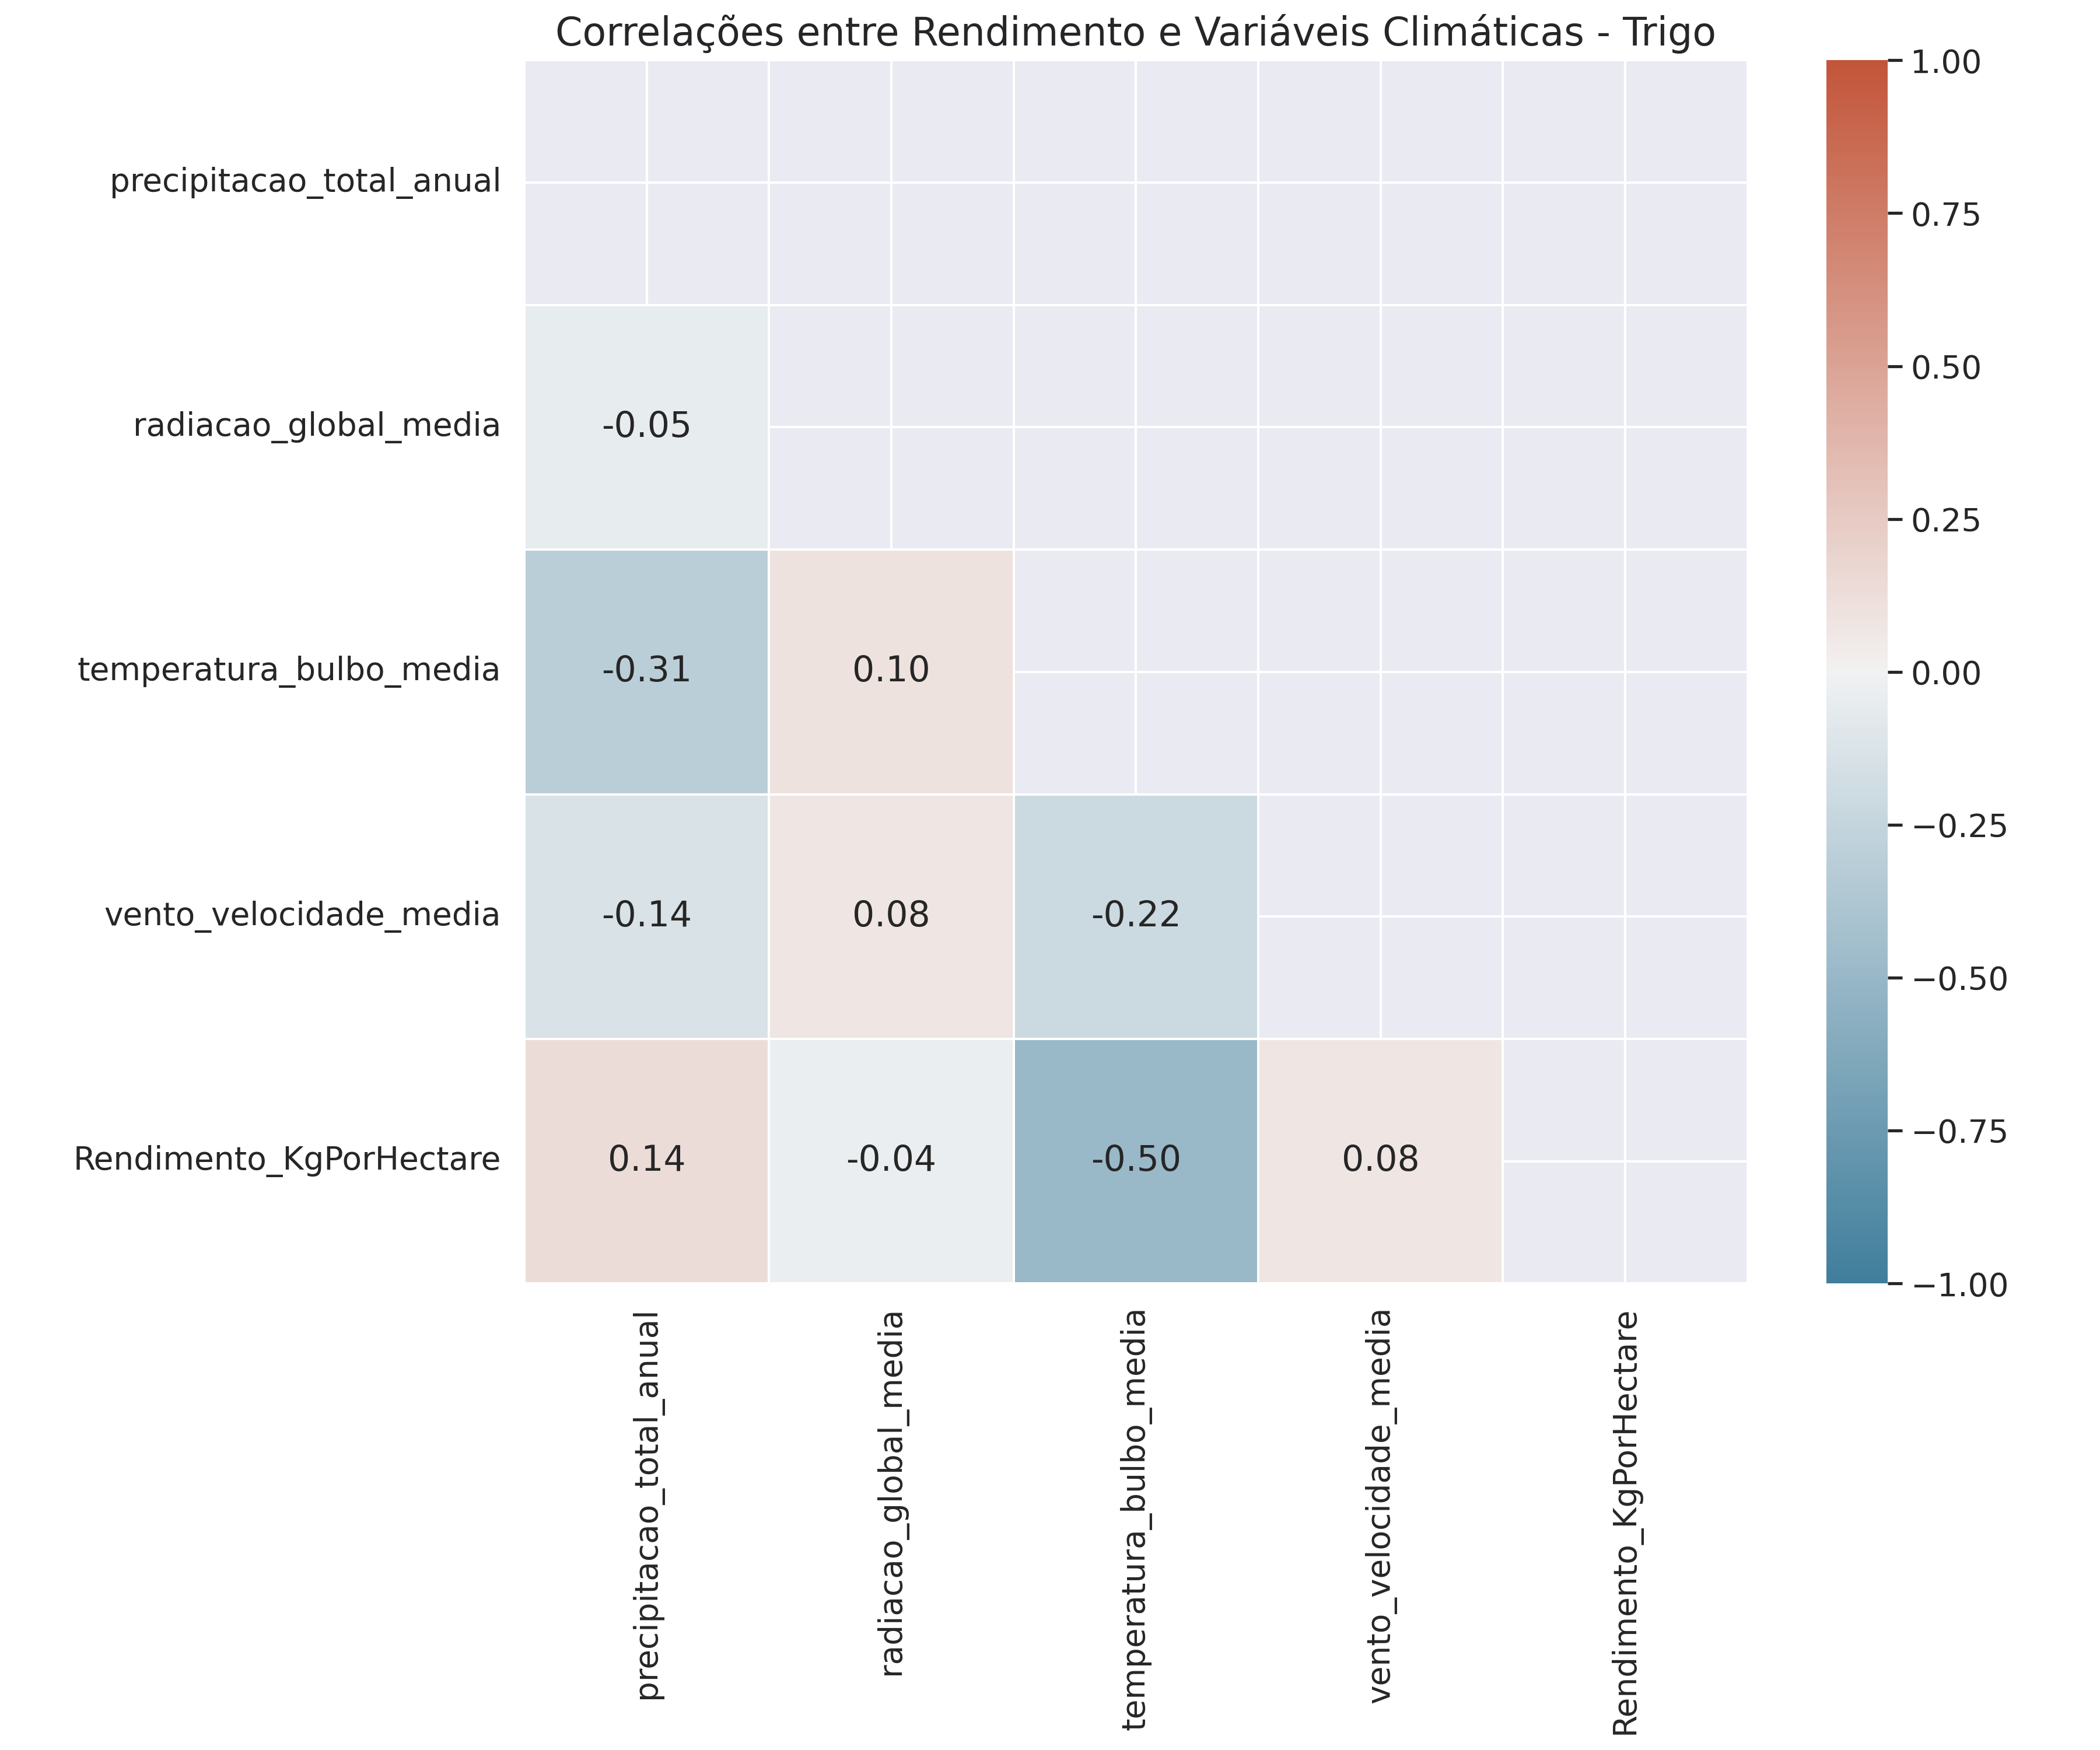 Correlações entre Rendimento e Variáveis Climáticas - Trigo
precipitacao_total_anual
radiacao_global_media
-0.05
temperatura_bulbo_media
-0.31
0.10
vento_velocidade_media
-0.14
0.08
-0.22
Rendimento_KgPorHectare
0.14
-0.04
-0.50
0.08
precipitacao_total_anual
radiacao_global_media
temperatura_bulbo_media
vento_velocidade_media
Rendimento_KgPorHectare
1.00
0.75
0.50
0.25
0.00
−0.25
−0.50
−0.75
−1.00